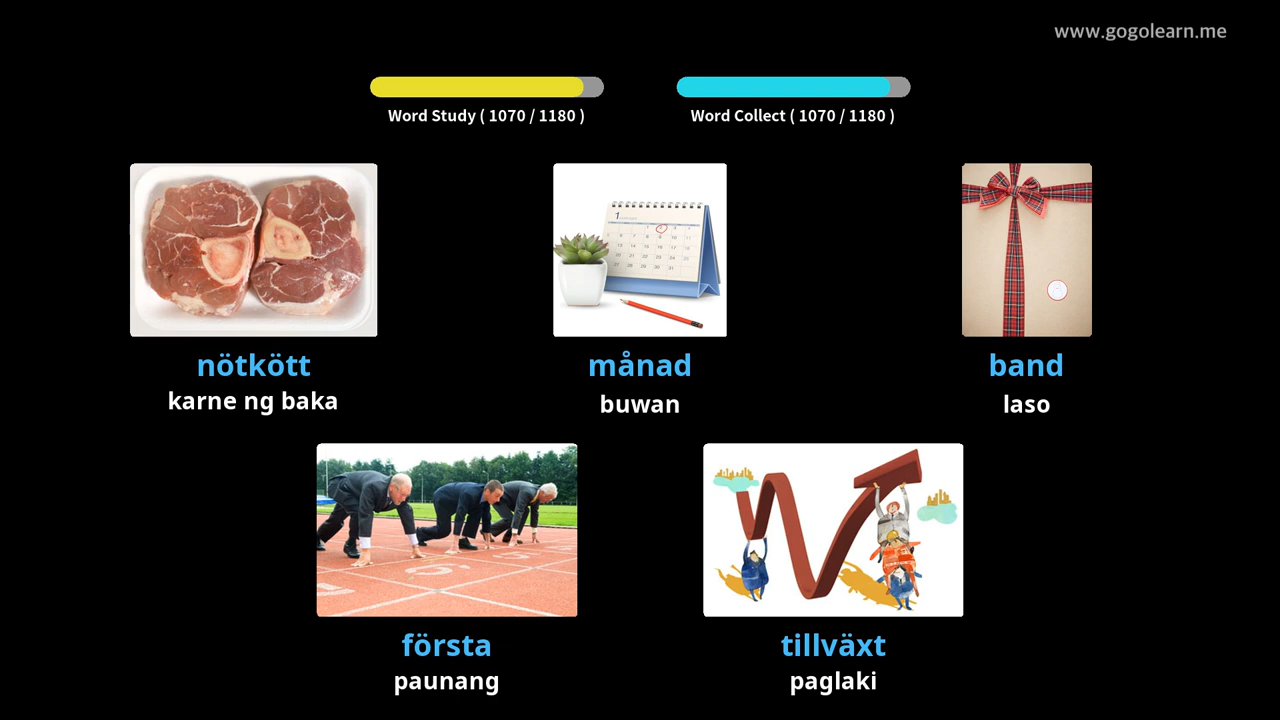 www.gogolearn.me
Word Study ( 1070 / 1180 )
Word Collect ( 1070 / 1180 )
nötkött
karne ng baka
månad
buwan
band
laso
första
paunang
tillväxt
paglaki